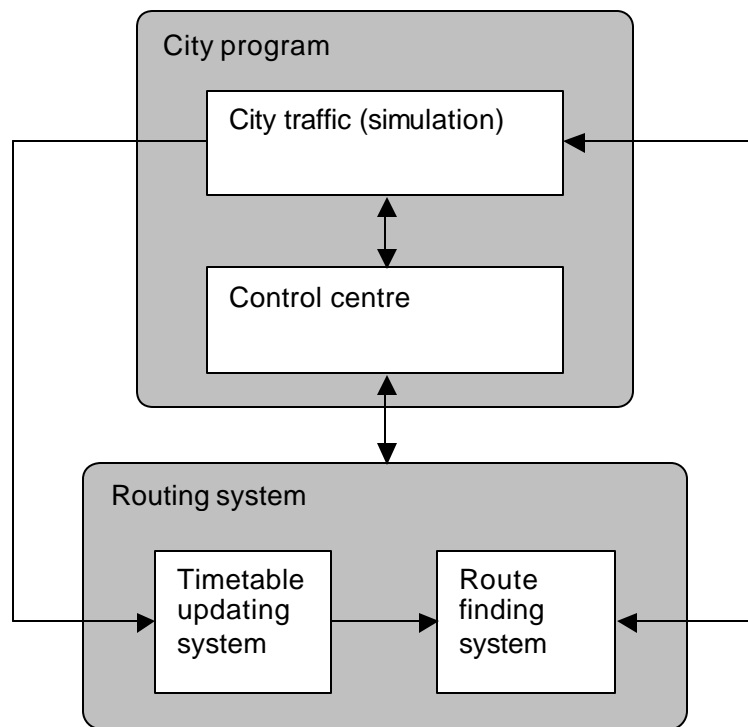 City program
City traffic (simulation)
Control centre
Routing system
Timetable
updating
system
Route
finding
system